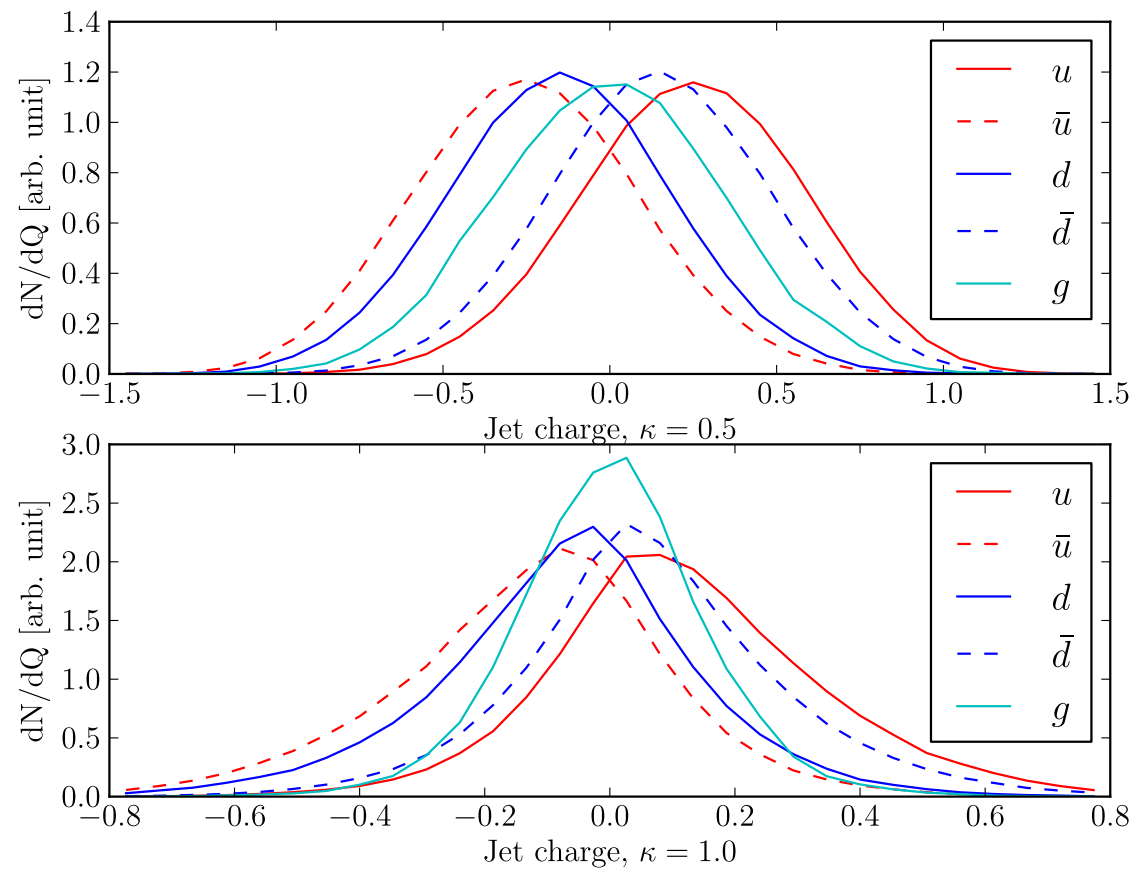 dN/dQ [arb. unit]
1.4
1.2
1.0
0.8
0.6
0.4
0.2
0.0
−1.5 −1.0 −0.5 0.0 0.5 1.0 1.5
Jet charge, κ = 0.5
u
ū
d
d̄
g
dN/dQ [arb. unit]
3.0
2.5
2.0
1.5
1.0
0.5
0.0
−0.8 −0.6 −0.4 −0.2 0.0 0.2 0.4 0.6 0.8
Jet charge, κ = 1.0
u
ū
d
d̄
g